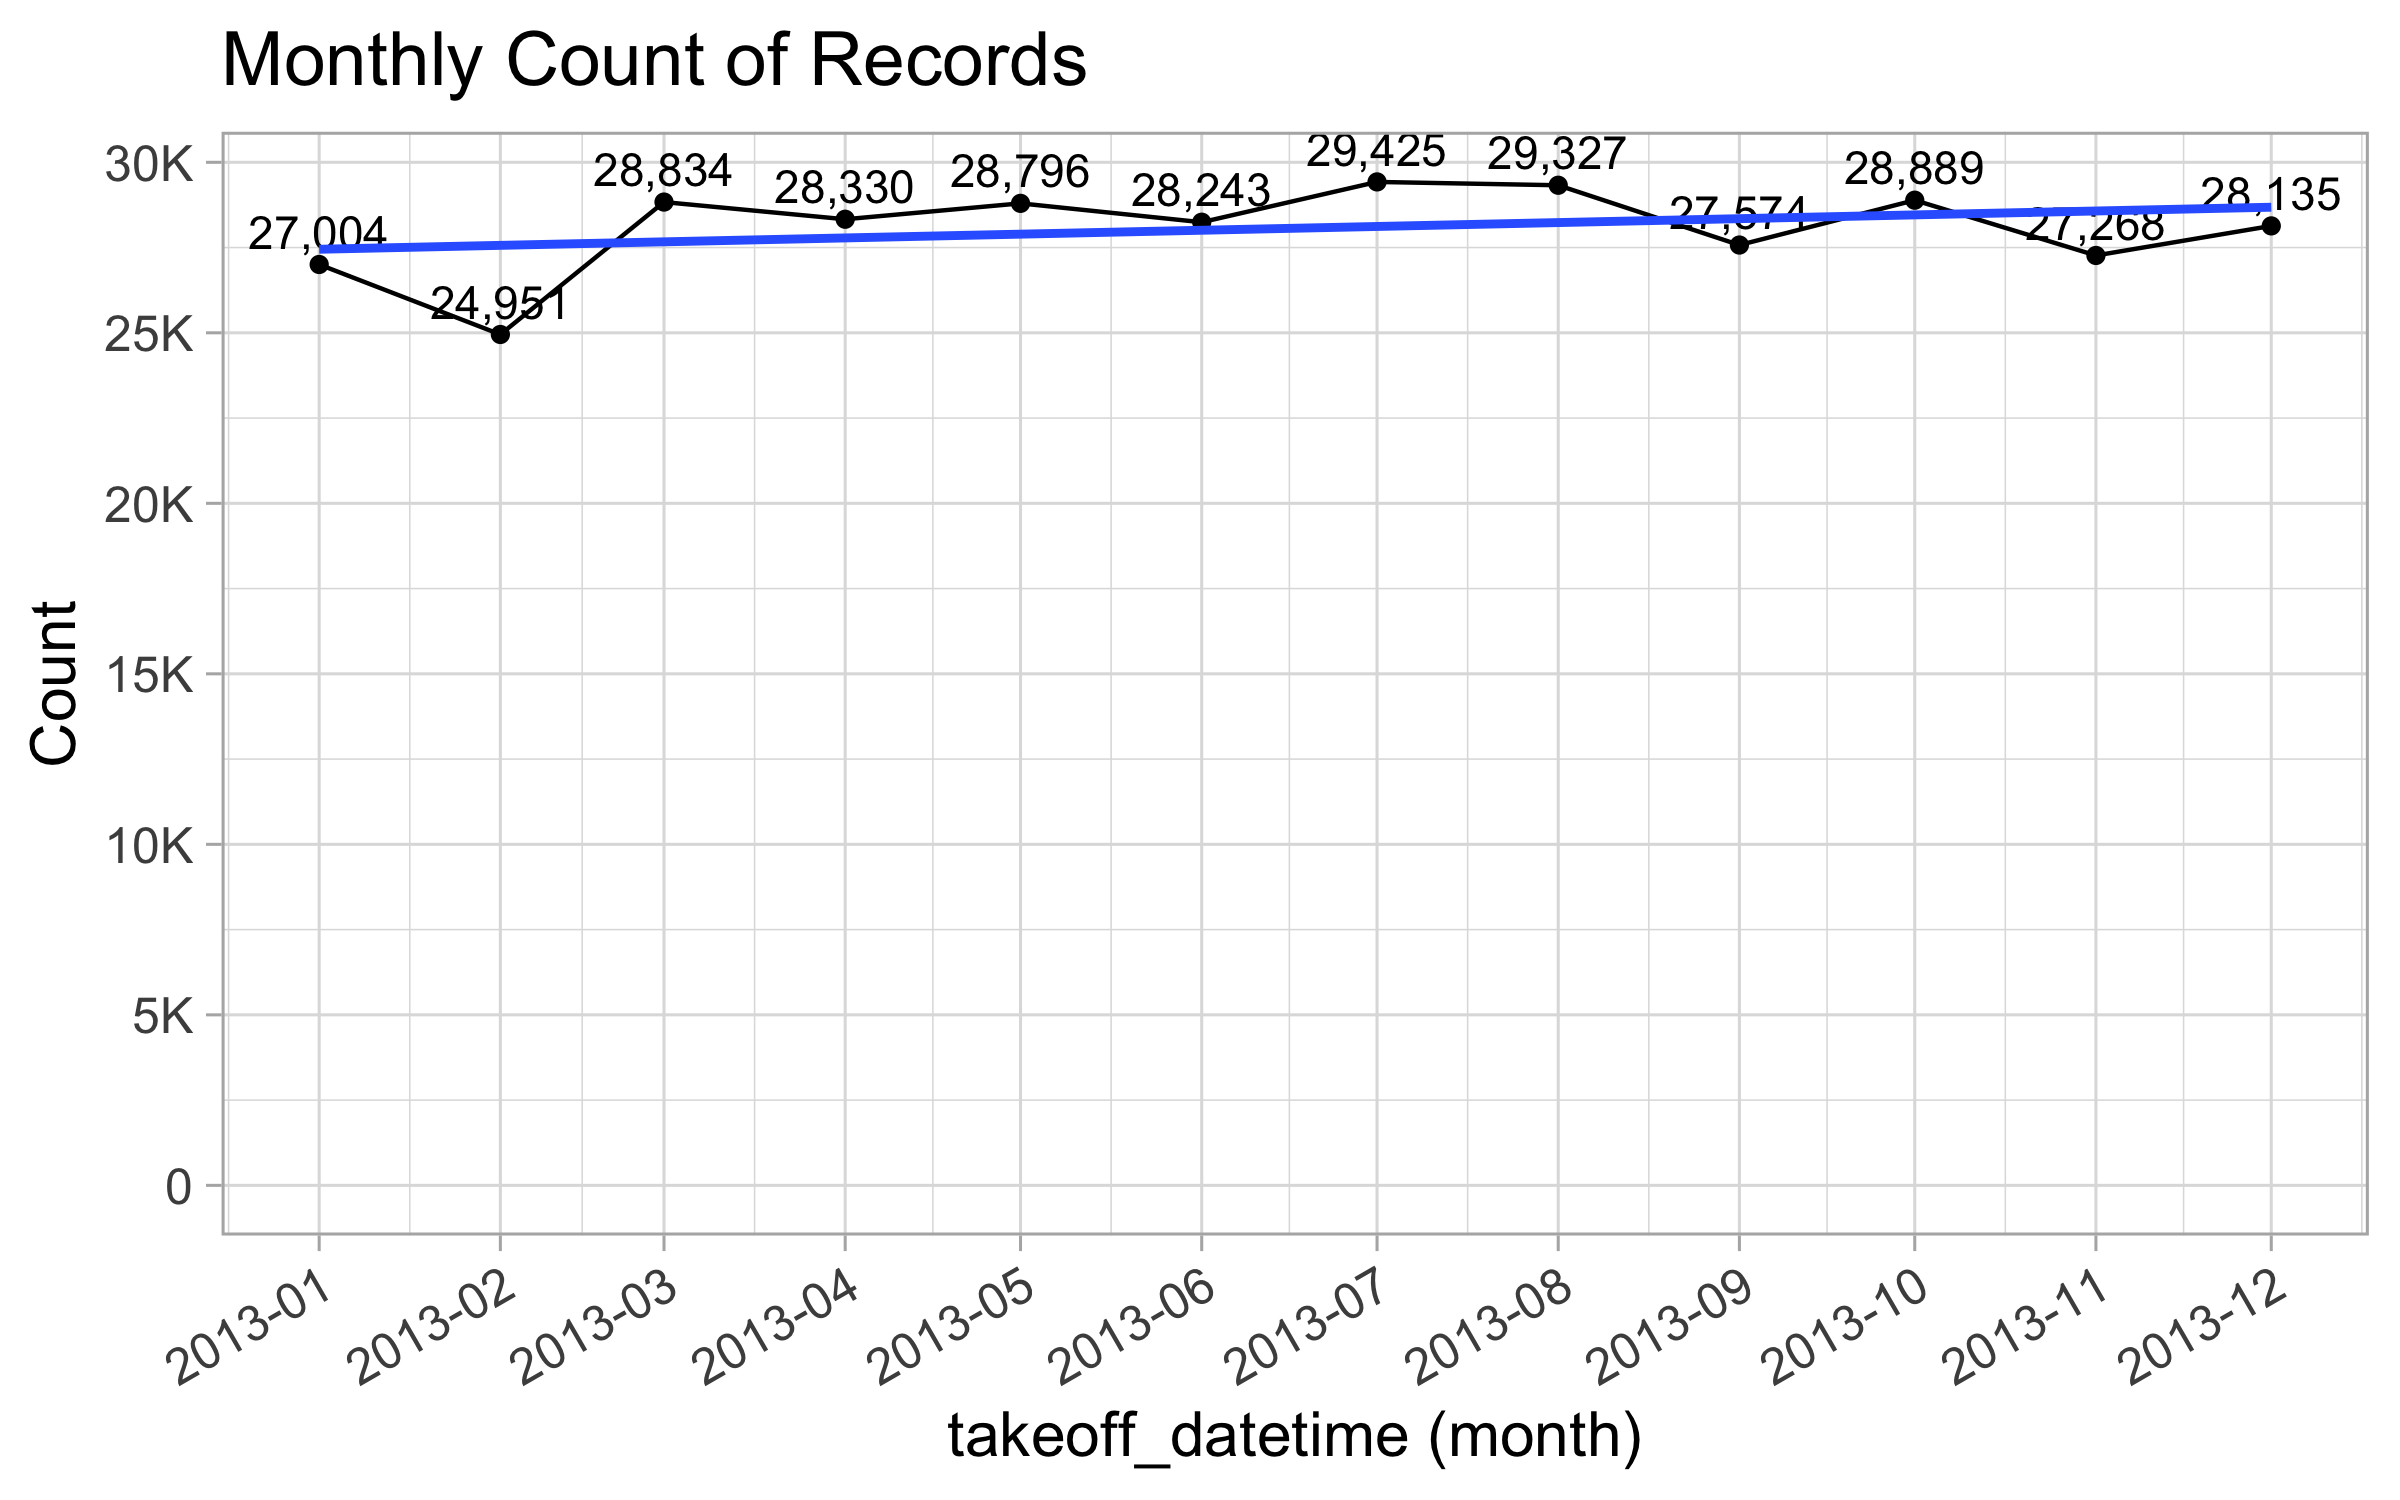 Monthly Count of Records
30K
25K
20K
15K
10K
5K
0
Count
27,004
24,951
28,834
28,330
28,796
28,243
29,425
29,327
27,574
28,889
27,268
28,135
2013-01
2013-02
2013-03
2013-04
2013-05
2013-06
2013-07
2013-08
2013-09
2013-10
2013-11
2013-12
takeoff_datetime (month)